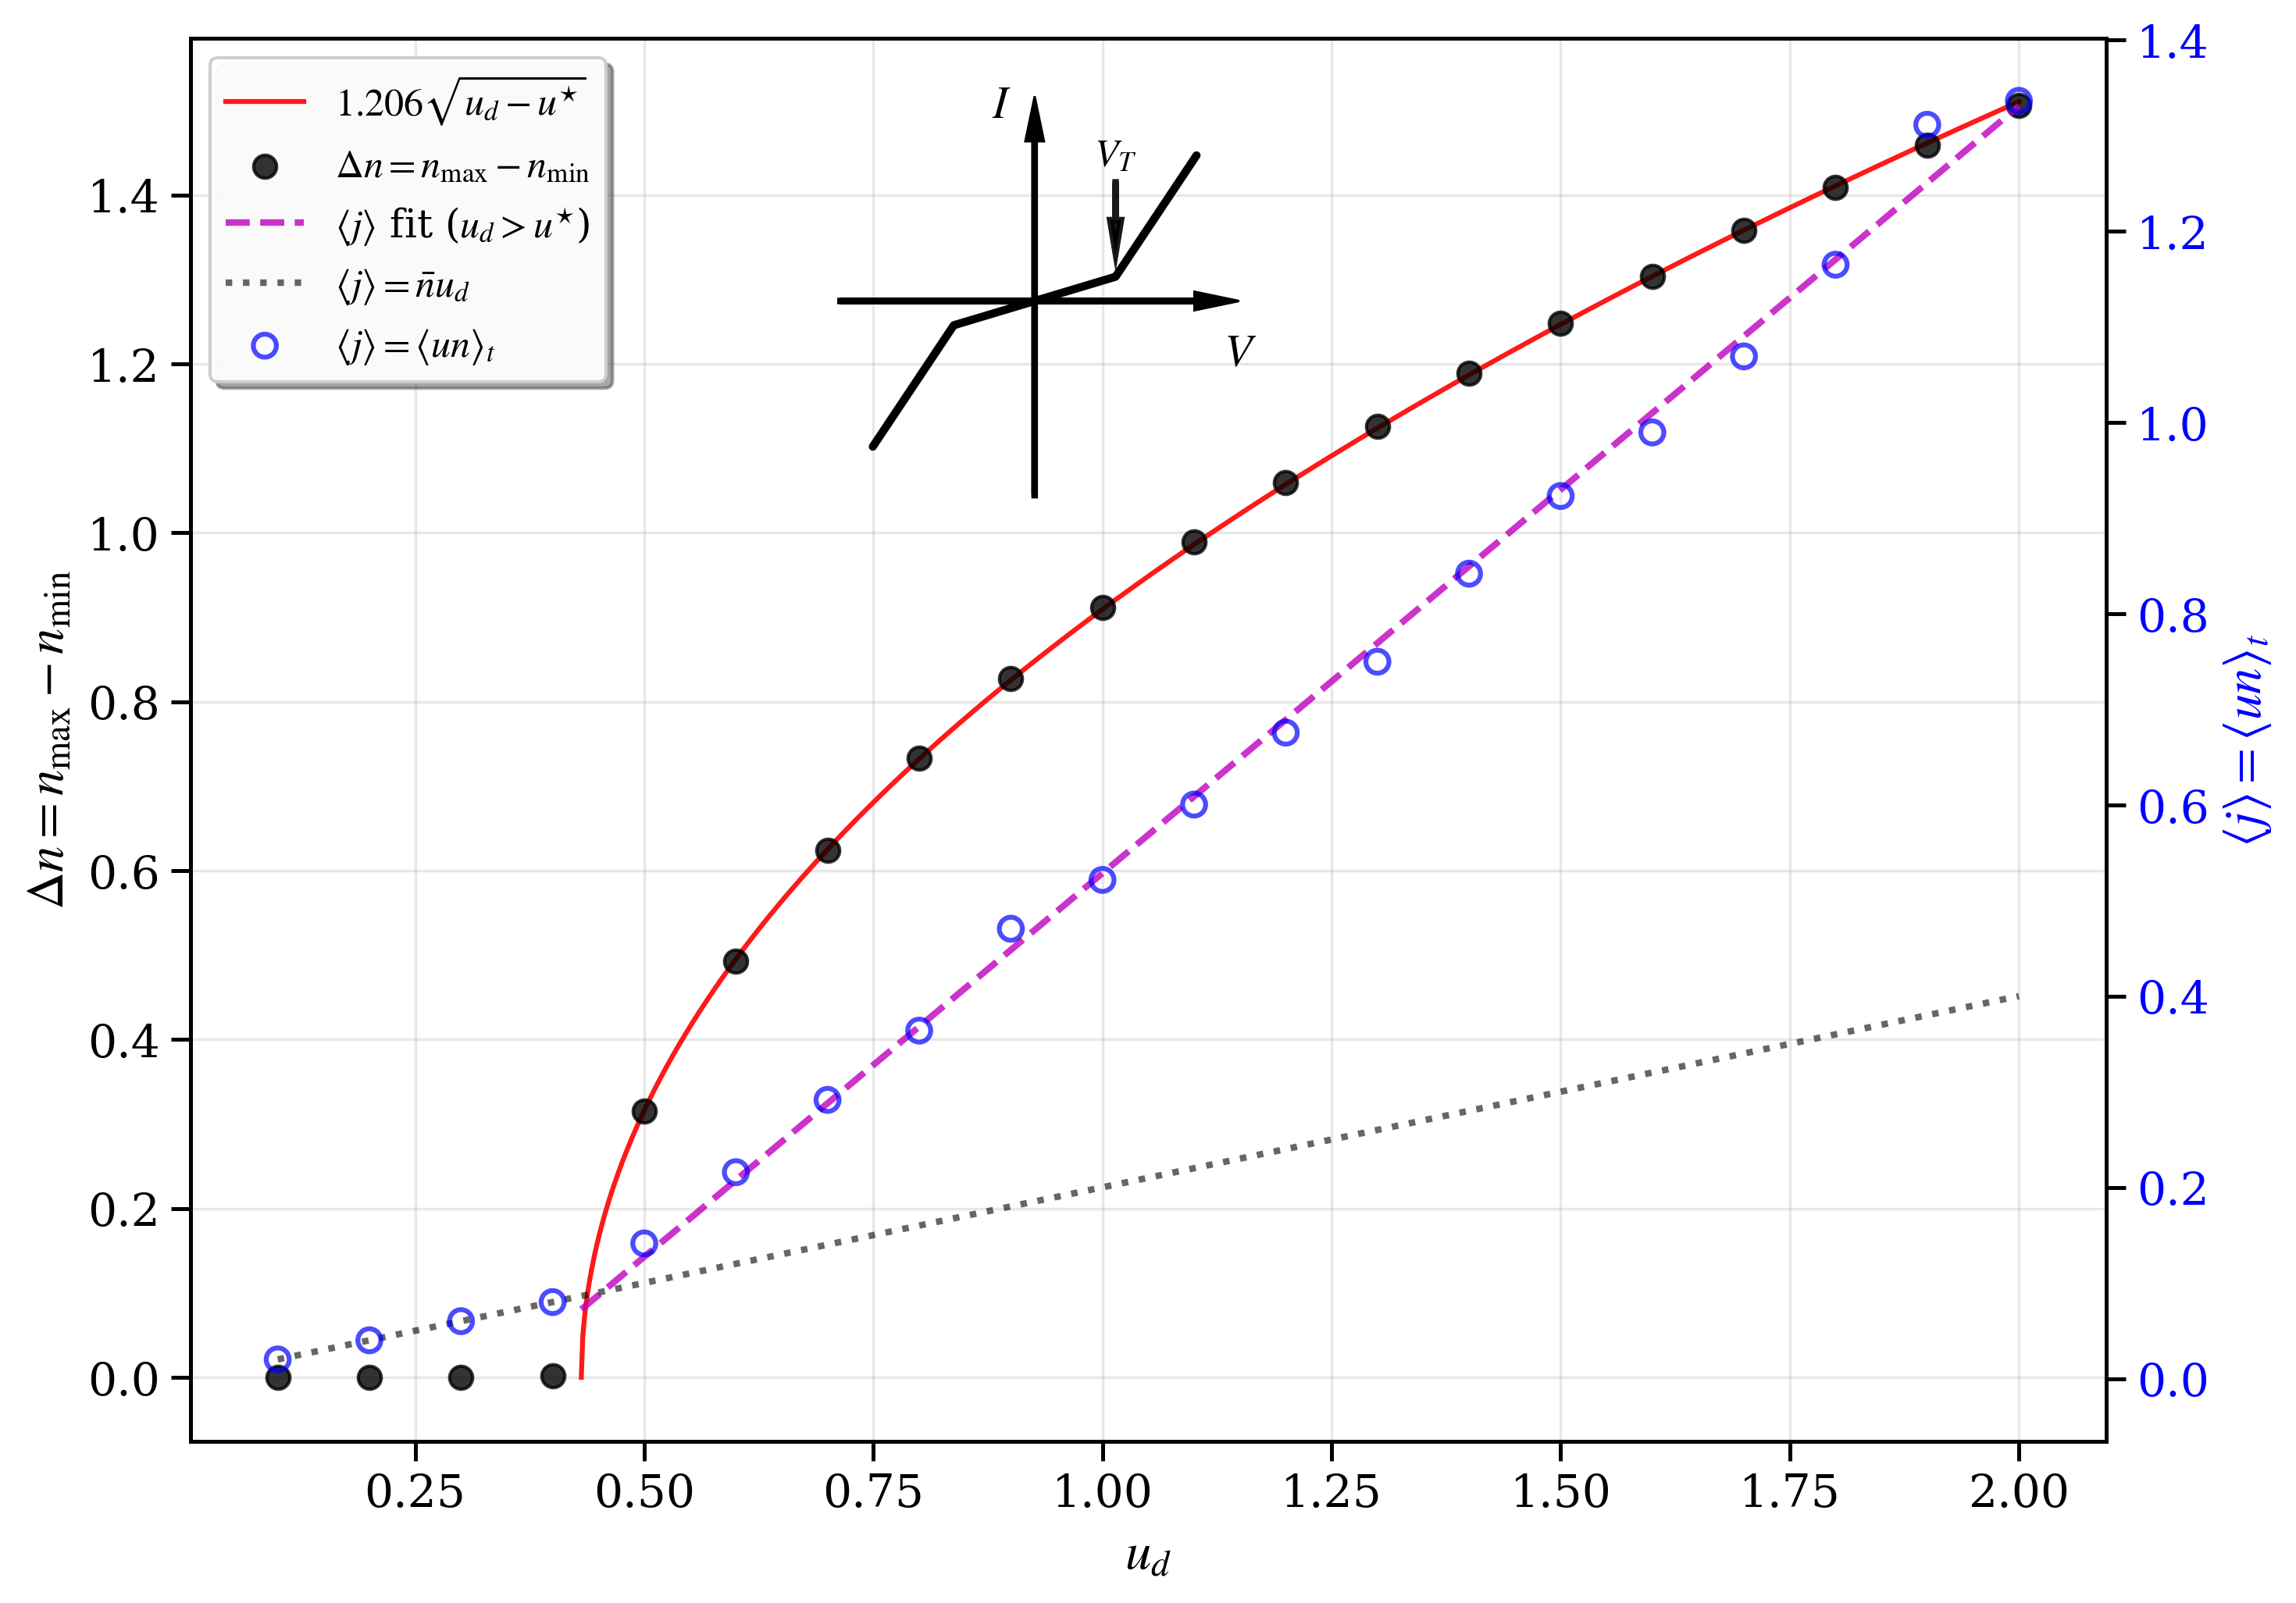 1.206√u_d − u^⋆
Δn = n_max − n_min
⟨j⟩ fit (u_d > u^⋆)
⟨j⟩ = n̄u_d
⟨j⟩ = ⟨un⟩_t
I
V_T
V
1.4
1.2
1.0
0.8
0.6
0.4
0.2
0.0
Δn = n_max − n_min
1.4
1.2
1.0
0.8
0.6
0.4
0.2
0.0
⟨j⟩ = ⟨un⟩_t
0.25 0.50 0.75 1.00 1.25 1.50 1.75 2.00
u_d